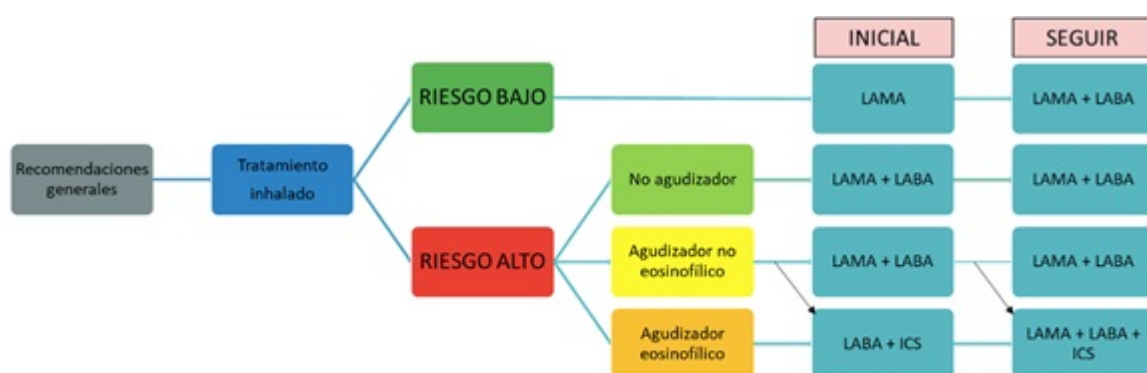 INICIAL
SEGUIR
RIESGO BAJO
LAMA
LAMA + LABA
Recomendaciones
generales
Tratamiento
inhalado
No agudizador
LAMA + LABA
LAMA + LABA
RIESGO ALTO
Agudizador no
eosinofílico
LAMA + LABA
LAMA + LABA
Agudizador
eosinofílico
LABA + ICS
LAMA + LABA +
ICS